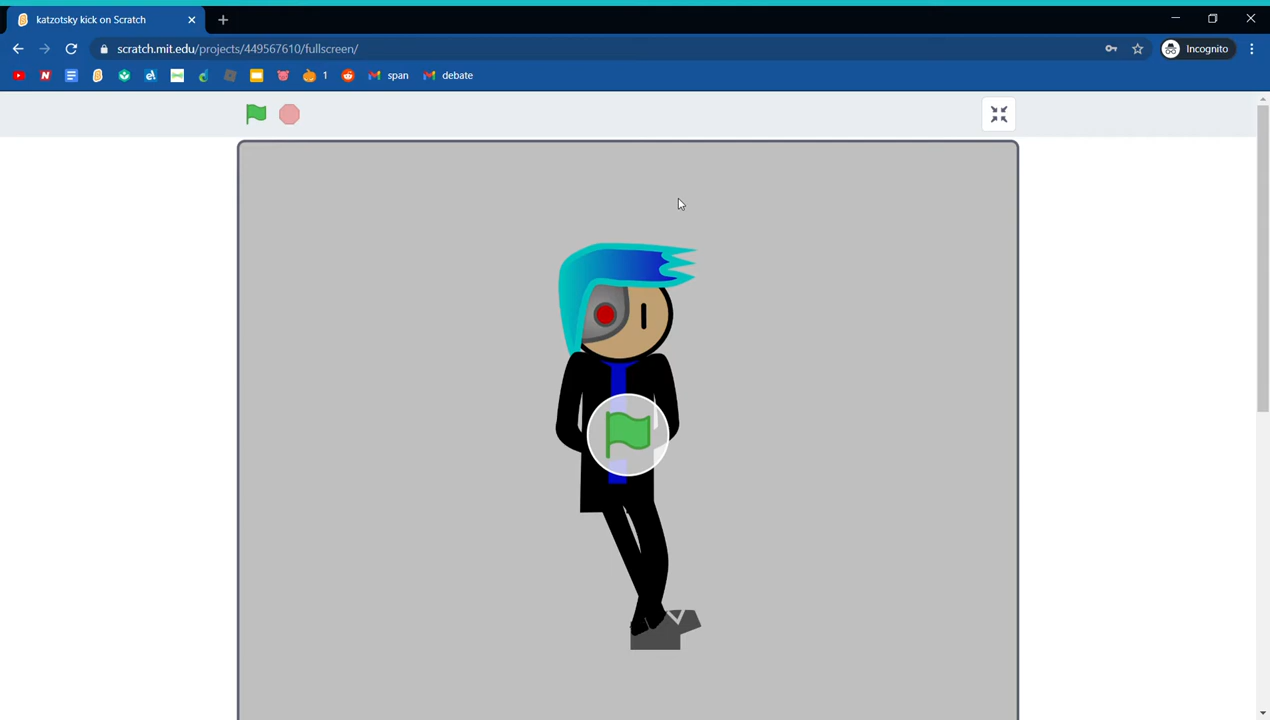 katzotsky kick on Scratch
scratch.mit.edu/projects/449567610/fullscreen/
Incognito
1
span
debate